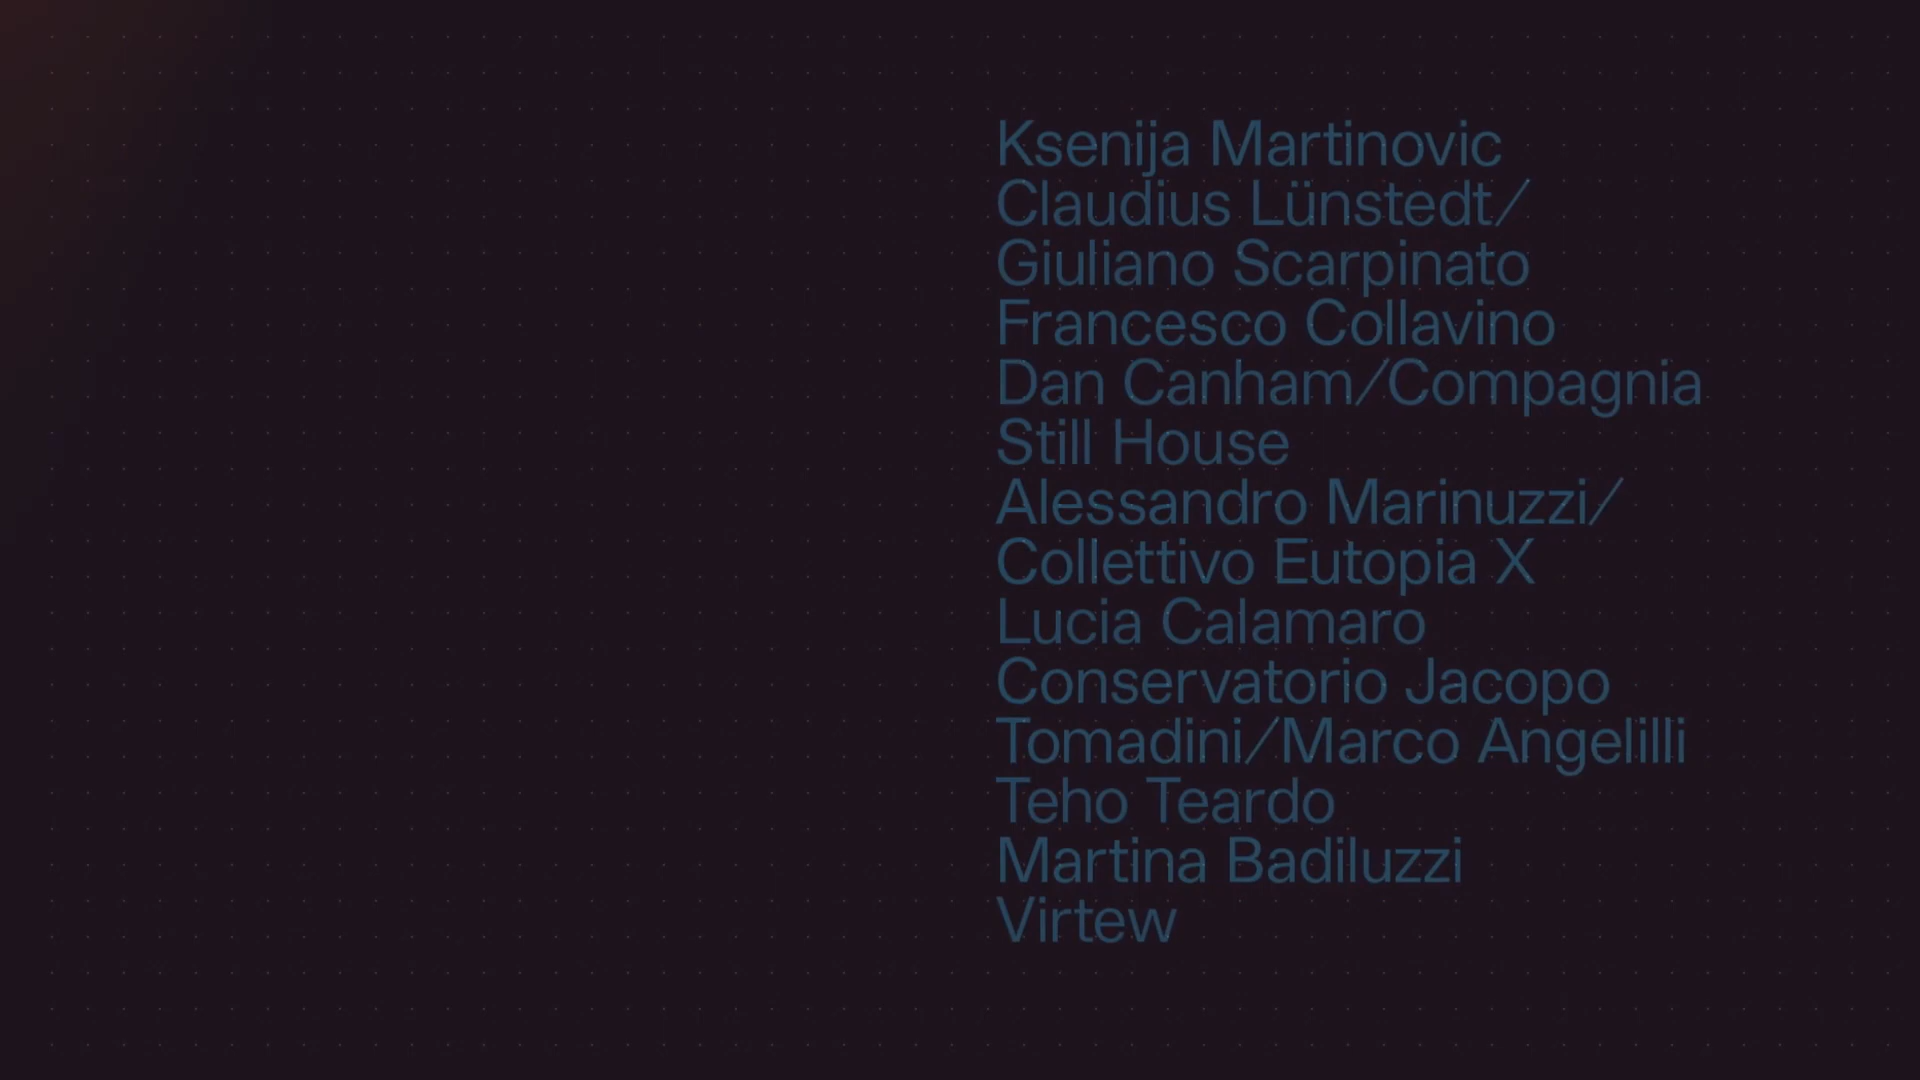 Ksenija Martinovic
Claudius Lünstedt/
Giuliano Scarpinato
Francesco Collavino
Dan Canham/Compagnia
Still House
Alessandro Marinuzzi/
Collettivo Eutopia X
Lucia Calamaro
Conservatorio Jacopo
Tomadini/Marco Angelilli
Teho Teardo
Martina Badiluzzi
Virtew